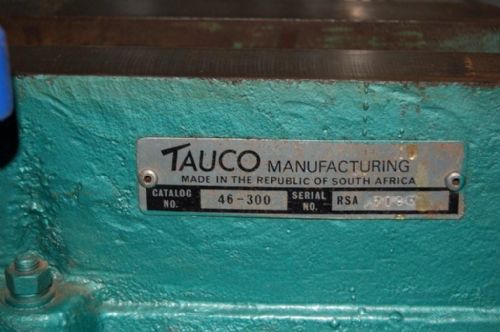 TAUCO MANUFACTURING
MADE IN THE REPUBLIC OF SOUTH AFRICA
CATALOG NO. 46-300 SERIAL NO. RSA